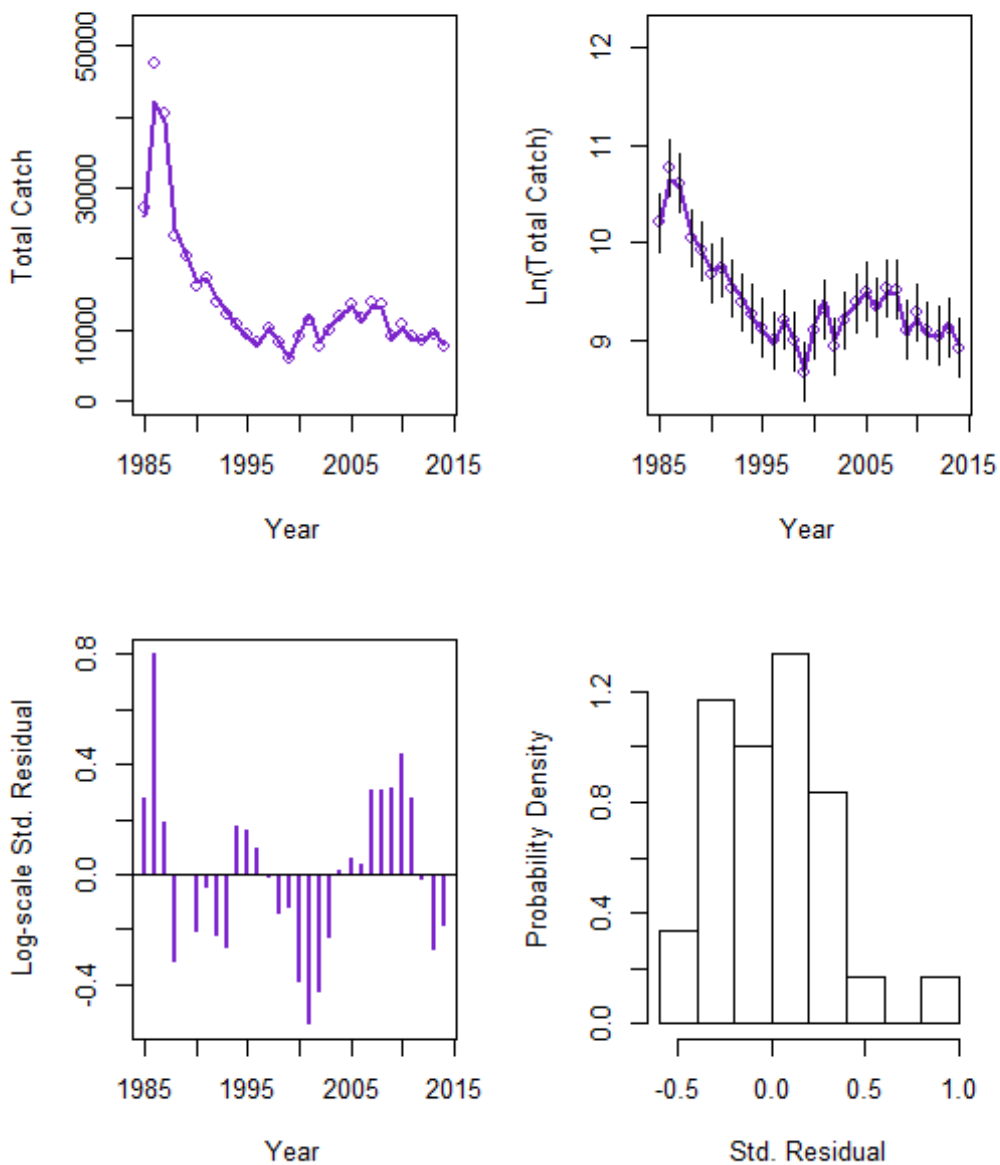 Total Catch
50000
30000
10000
0
1985 1995 2005 2015
Year
Ln(Total Catch)
12
11
10
9
1985 1995 2005 2015
Year
Log-scale Std. Residual
0.8
0.4
0.0
-0.4
1985 1995 2005 2015
Year
Probability Density
1.2
0.8
0.4
0.0
-0.5 0.0 0.5 1.0
Std. Residual